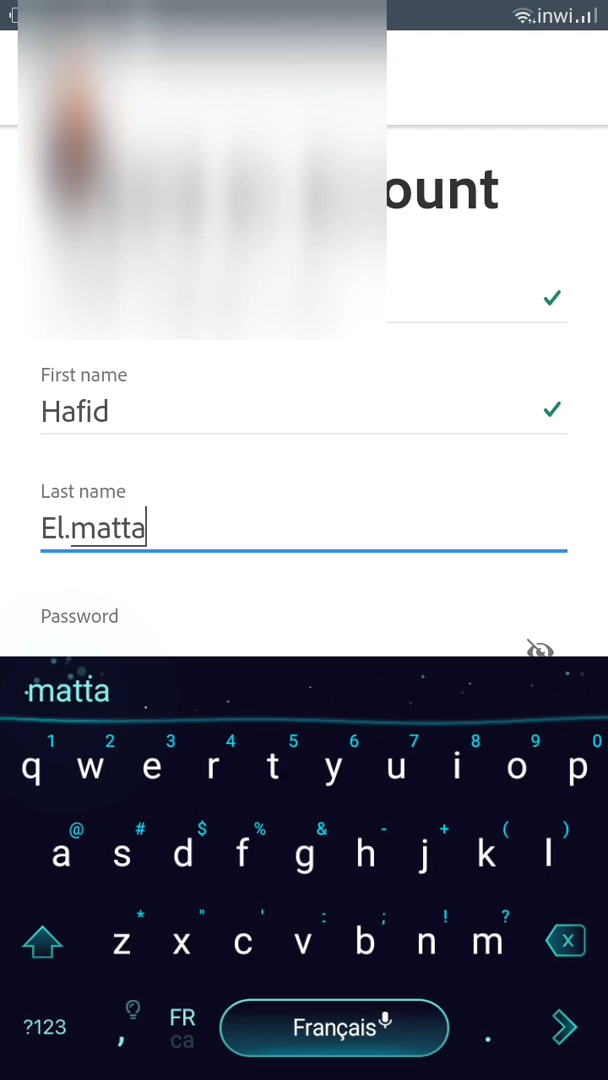 inwi
ount
First name
Hafid
Last name
El.matta
Password
matta
1 2 3 4 5 6 7 8 9 0
q w e r t y u i o p
@ # $ % & - + ( )
a s d f g h j k l
* " ' : ; ! ?
z x c v b n m x
?123 , FR ca Français .